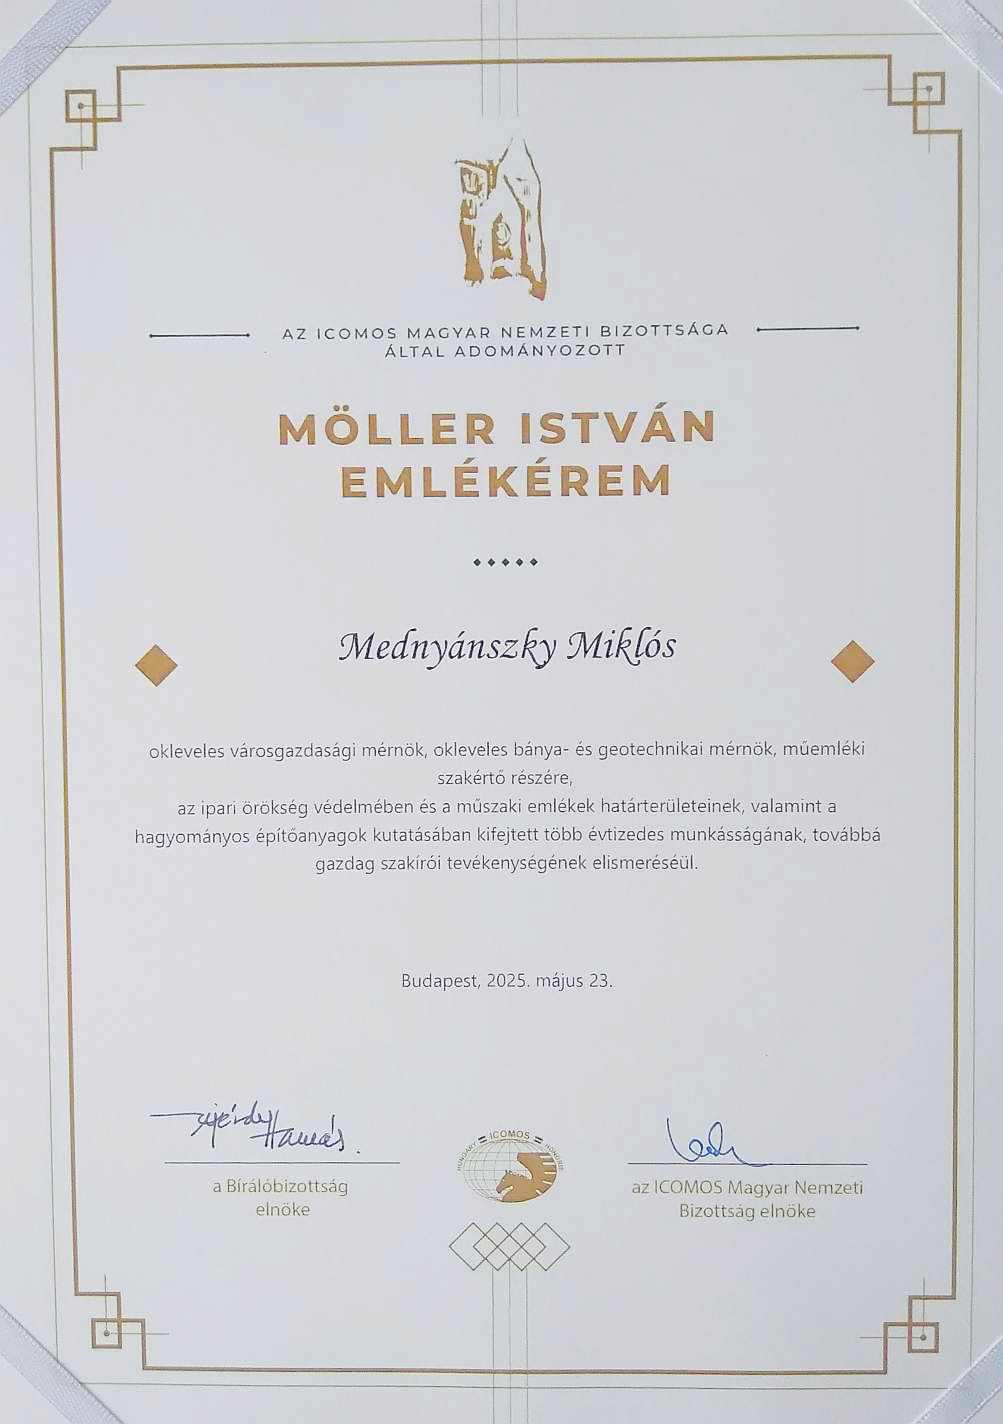 AZ ICOMOS MAGYAR NEMZETI BIZOTTSÁGA
ÁLTAL ADOMÁNYOZOTT
MÖLLER ISTVÁN
EMLÉKÉREM
Mednyánszky Miklós
okleveles városgazdasági mérnök, okleveles bánya- és geotechnikai mérnök, műemléki
szakértő részére,
az ipari örökség védelmében és a műszaki emlékek határterületeinek, valamint a
hagyományos építőanyagok kutatásában kifejtett több évtizedes munkásságának, továbbá
gazdag szakírói tevékenységének elismeréséül.
Budapest, 2025. május 23.
HUNGARY ICOMOS HONGRIE
a Bírálóbizottság
elnöke
az ICOMOS Magyar Nemzeti
Bizottság elnöke